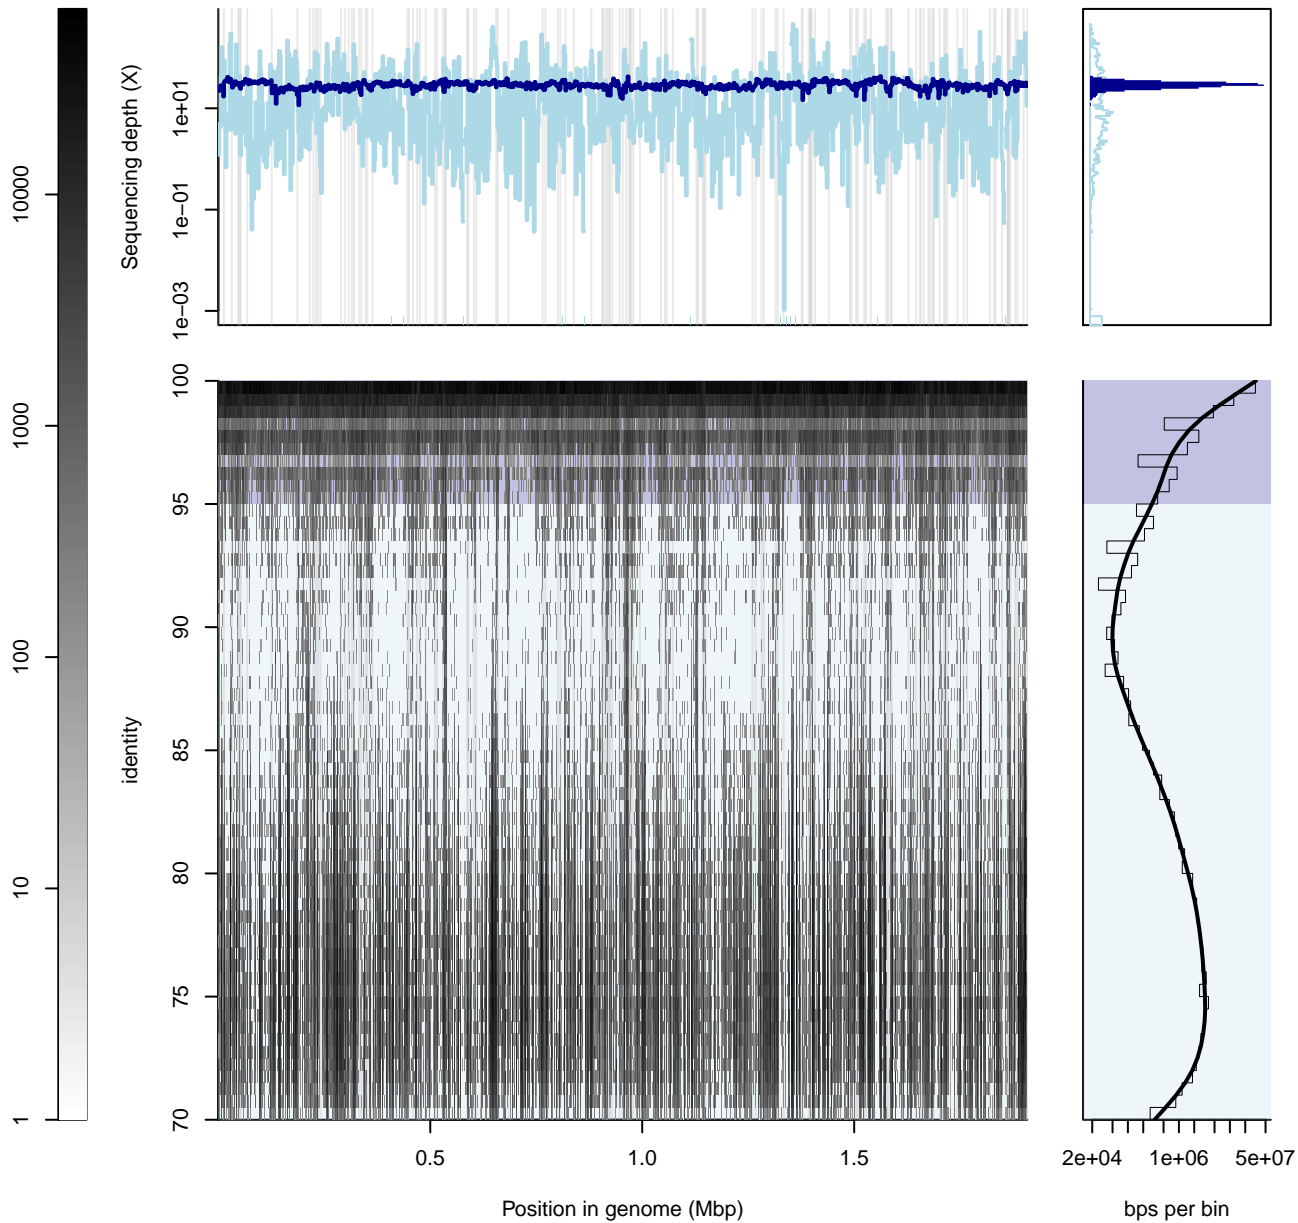 1
10
100
1000
10000
Sequencing depth (X)
1e-03
1e-01
1e+01
identity
70
75
80
85
90
95
100
0.5
1.0
1.5
Position in genome (Mbp)
2e+04
1e+06
5e+07
bps per bin